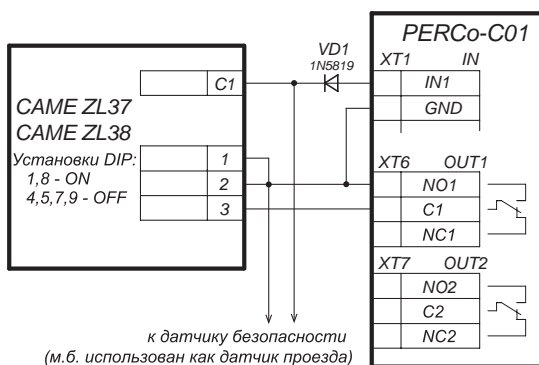 PERCo-C01
VD1
1N5819
XT1 IN
IN1
GND
C1
CAME ZL37
CAME ZL38
Установки DIP:
1,8 - ON
4,5,7,9 - OFF
1
2
3
XT6 OUT1
NO1
C1
NC1
XT7 OUT2
NO2
C2
NC2
к датчику безопасности
(м.б. использован как датчик проезда)